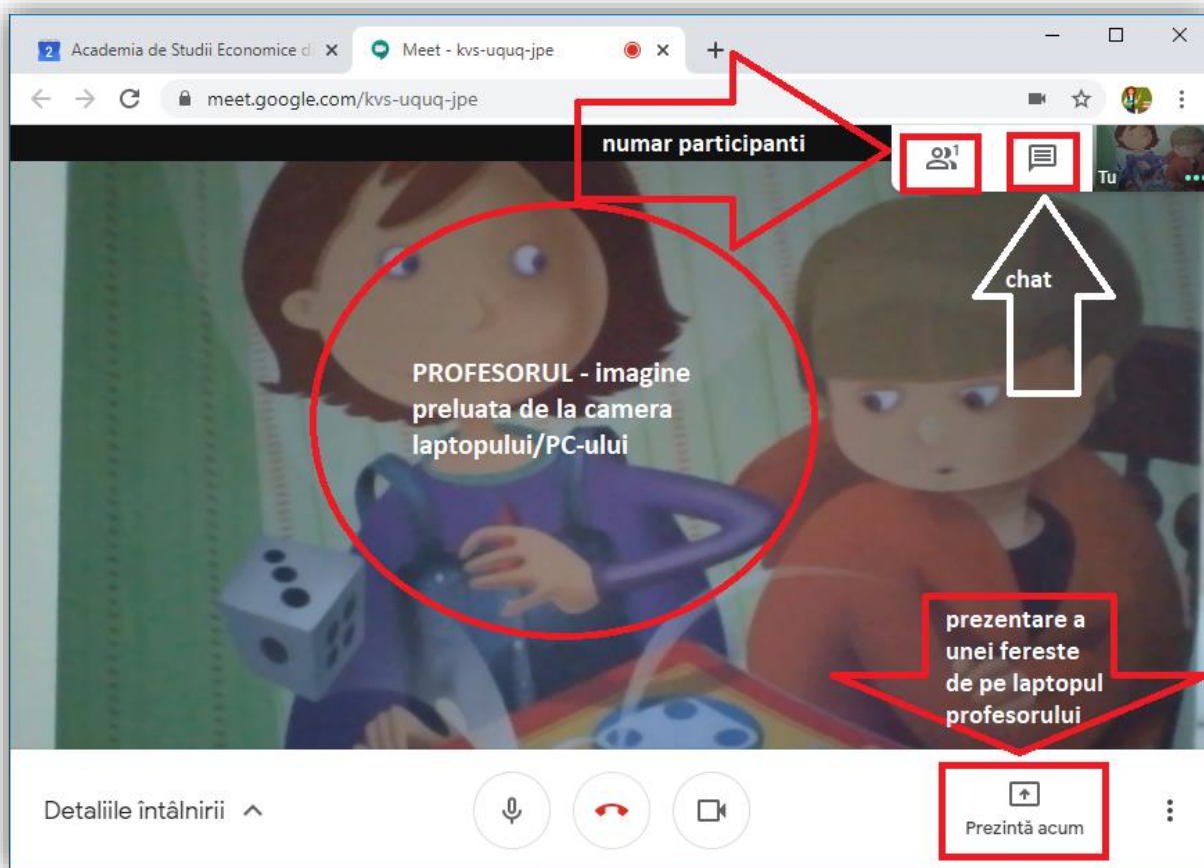 2 Academia de Studii Economice d
Meet - kvs-uquq-jpe
meet.google.com/kvs-uquq-jpe
numar participanti
1
Tu
chat
PROFESORUL - imagine
preluata de la camera
laptopului/PC-ului
prezentare a
unei fereste
de pe laptopul
profesorului
Detaliile întâlnirii
Prezintă acum